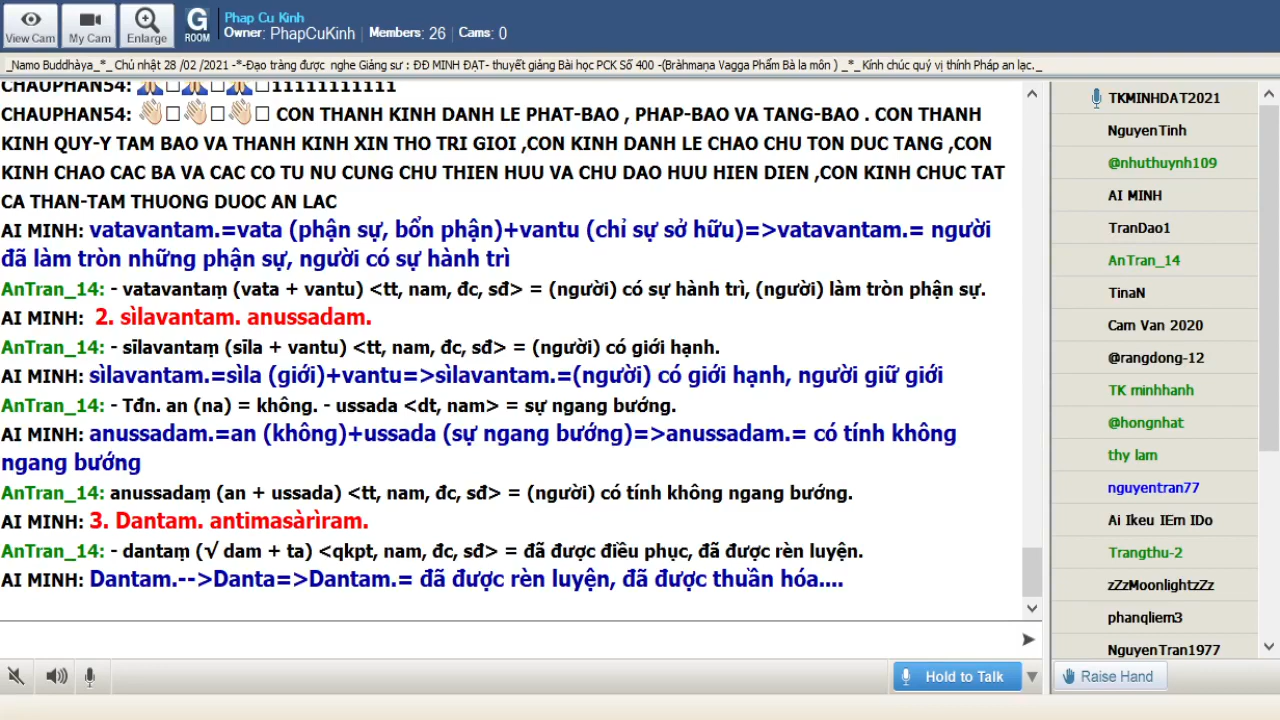 View Cam
My Cam
Enlarge
G
ROOM
Phap Cu Kinh
Owner: PhapCuKinh | Members: 26 | Cams: 0
_Namo Buddhàya_*_ Chủ nhật 28 /02 /2021 -*-Đạo tràng được nghe Giảng sư : ĐĐ MINH ĐẠT- thuyết giảng Bài học PCK Số 400 -(Bràhmaṇa Vagga Phẩm Bà la môn ) _*_Kính chúc quý vị thính Pháp an lạc._
CHAUPHAN54: 🙏□🙏□🙏□11111111111
CHAUPHAN54: 👋🏻□👋🏻□👋🏻□ CON THANH KINH DANH LE PHAT-BAO , PHAP-BAO VA TANG-BAO . CON THANH
KINH QUY-Y TAM BAO VA THANH KINH XIN THO TRI GIOI ,CON KINH DANH LE CHAO CHU TON DUC TANG ,CON
KINH CHAO CAC BA VA CAC CO TU NU CUNG CHU THIEN HUU VA CHU DAO HUU HIEN DIEN ,CON KINH CHUC TAT
CA THAN-TAM THUONG DUOC AN LAC
AI MINH: vatavantam.=vata (phận sự, bổn phận)+vantu (chỉ sự sở hữu)=>vatavantam.= người
đã làm tròn những phận sự, người có sự hành trì
AnTran_14: - vatavantaṃ (vata + vantu) <tt, nam, đc, sđ> = (người) có sự hành trì, (người) làm tròn phận sự.
AI MINH: 2. sìlavantam. anussadam.
AnTran_14: - sīlavantaṃ (sīla + vantu) <tt, nam, đc, sđ> = (người) có giới hạnh.
AI MINH: sìlavantam.=sìla (giới)+vantu=>sìlavantam.=(người) có giới hạnh, người giữ giới
AnTran_14: - Tđn. an (na) = không. - ussada <dt, nam> = sự ngang bướng.
AI MINH: anussadam.=an (không)+ussada (sự ngang bướng)=>anussadam.= có tính không
ngang bướng
AnTran_14: anussadaṃ (an + ussada) <tt, nam, đc, sđ> = (người) có tính không ngang bướng.
AI MINH: 3. Dantam. antimasàrìram.
AnTran_14: - dantaṃ (√ dam + ta) <qkpt, nam, đc, sđ> = đã được điều phục, đã được rèn luyện.
AI MINH: Dantam.-->Danta=>Dantam.= đã được rèn luyện, đã được thuần hóa....
TKMINHDAT2021
NguyenTinh
@nhuthuynh109
AI MINH
TranDao1
AnTran_14
TinaN
Cam Van 2020
@rangdong-12
TK minhhanh
@hongnhat
thy lam
nguyentran77
Ai Ikeu IEm IDo
Trangthu-2
zZzMoonlightzZz
phanqliem3
NguyenTran1977
Hold to Talk
Raise Hand